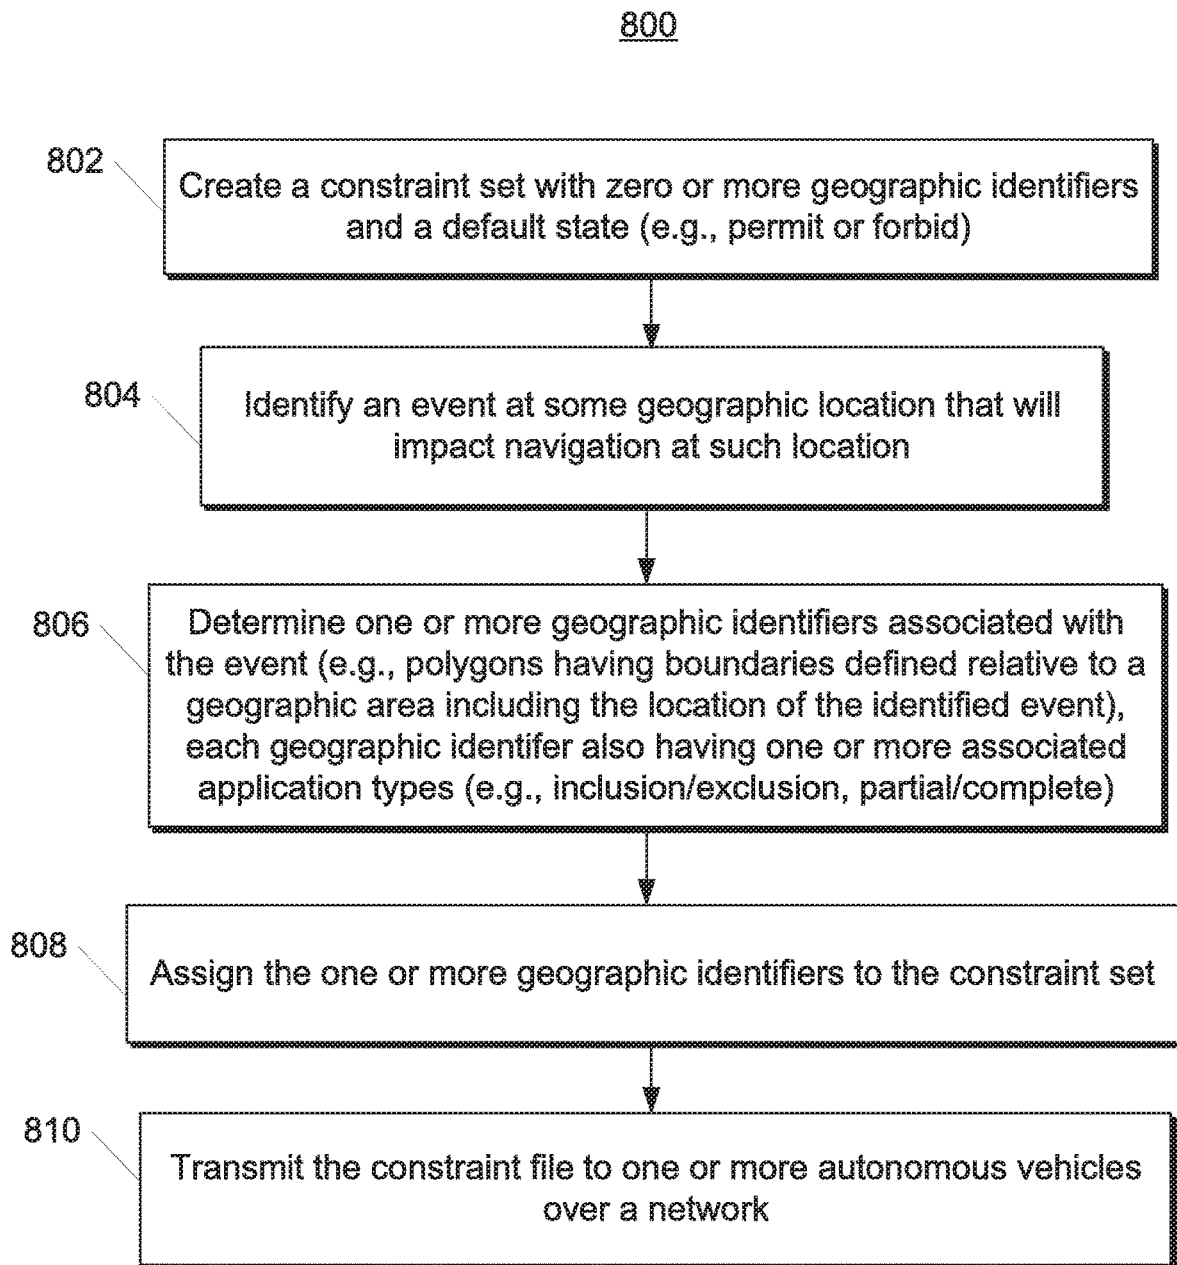 800
802
Create a constraint set with zero or more geographic identifiers
and a default state (e.g., permit or forbid)
804
Identify an event at some geographic location that will
impact navigation at such location
806
Determine one or more geographic identifiers associated with
the event (e.g., polygons having boundaries defined relative to a
geographic area including the location of the identified event),
each geographic identifer also having one or more associated
application types (e.g., inclusion/exclusion, partial/complete)
808
Assign the one or more geographic identifiers to the constraint set
810
Transmit the constraint file to one or more autonomous vehicles
over a network